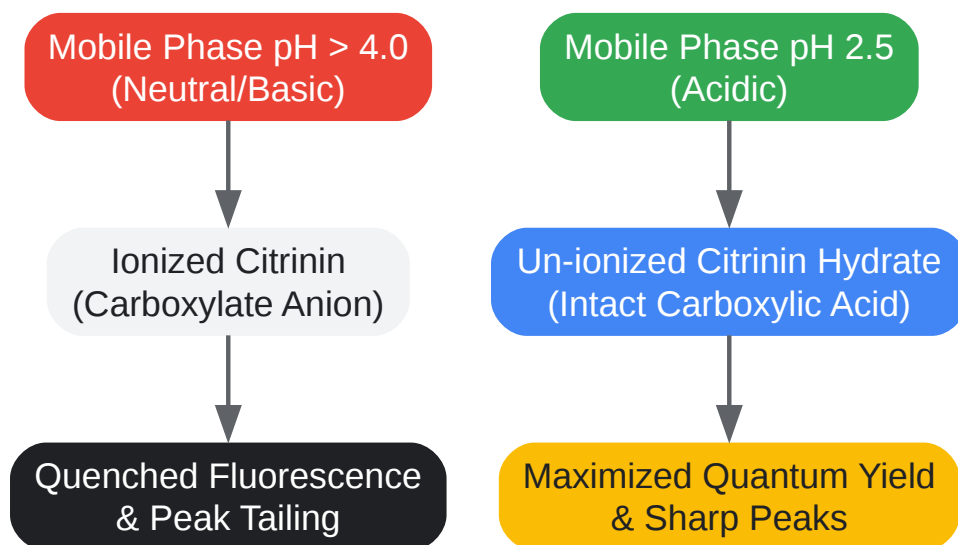 Mobile Phase pH > 4.0
(Neutral/Basic)
Mobile Phase pH 2.5
(Acidic)
Ionized Citrinin
(Carboxylate Anion)
Un-ionized Citrinin Hydrate
(Intact Carboxylic Acid)
Quenched Fluorescence
& Peak Tailing
Maximized Quantum Yield
& Sharp Peaks